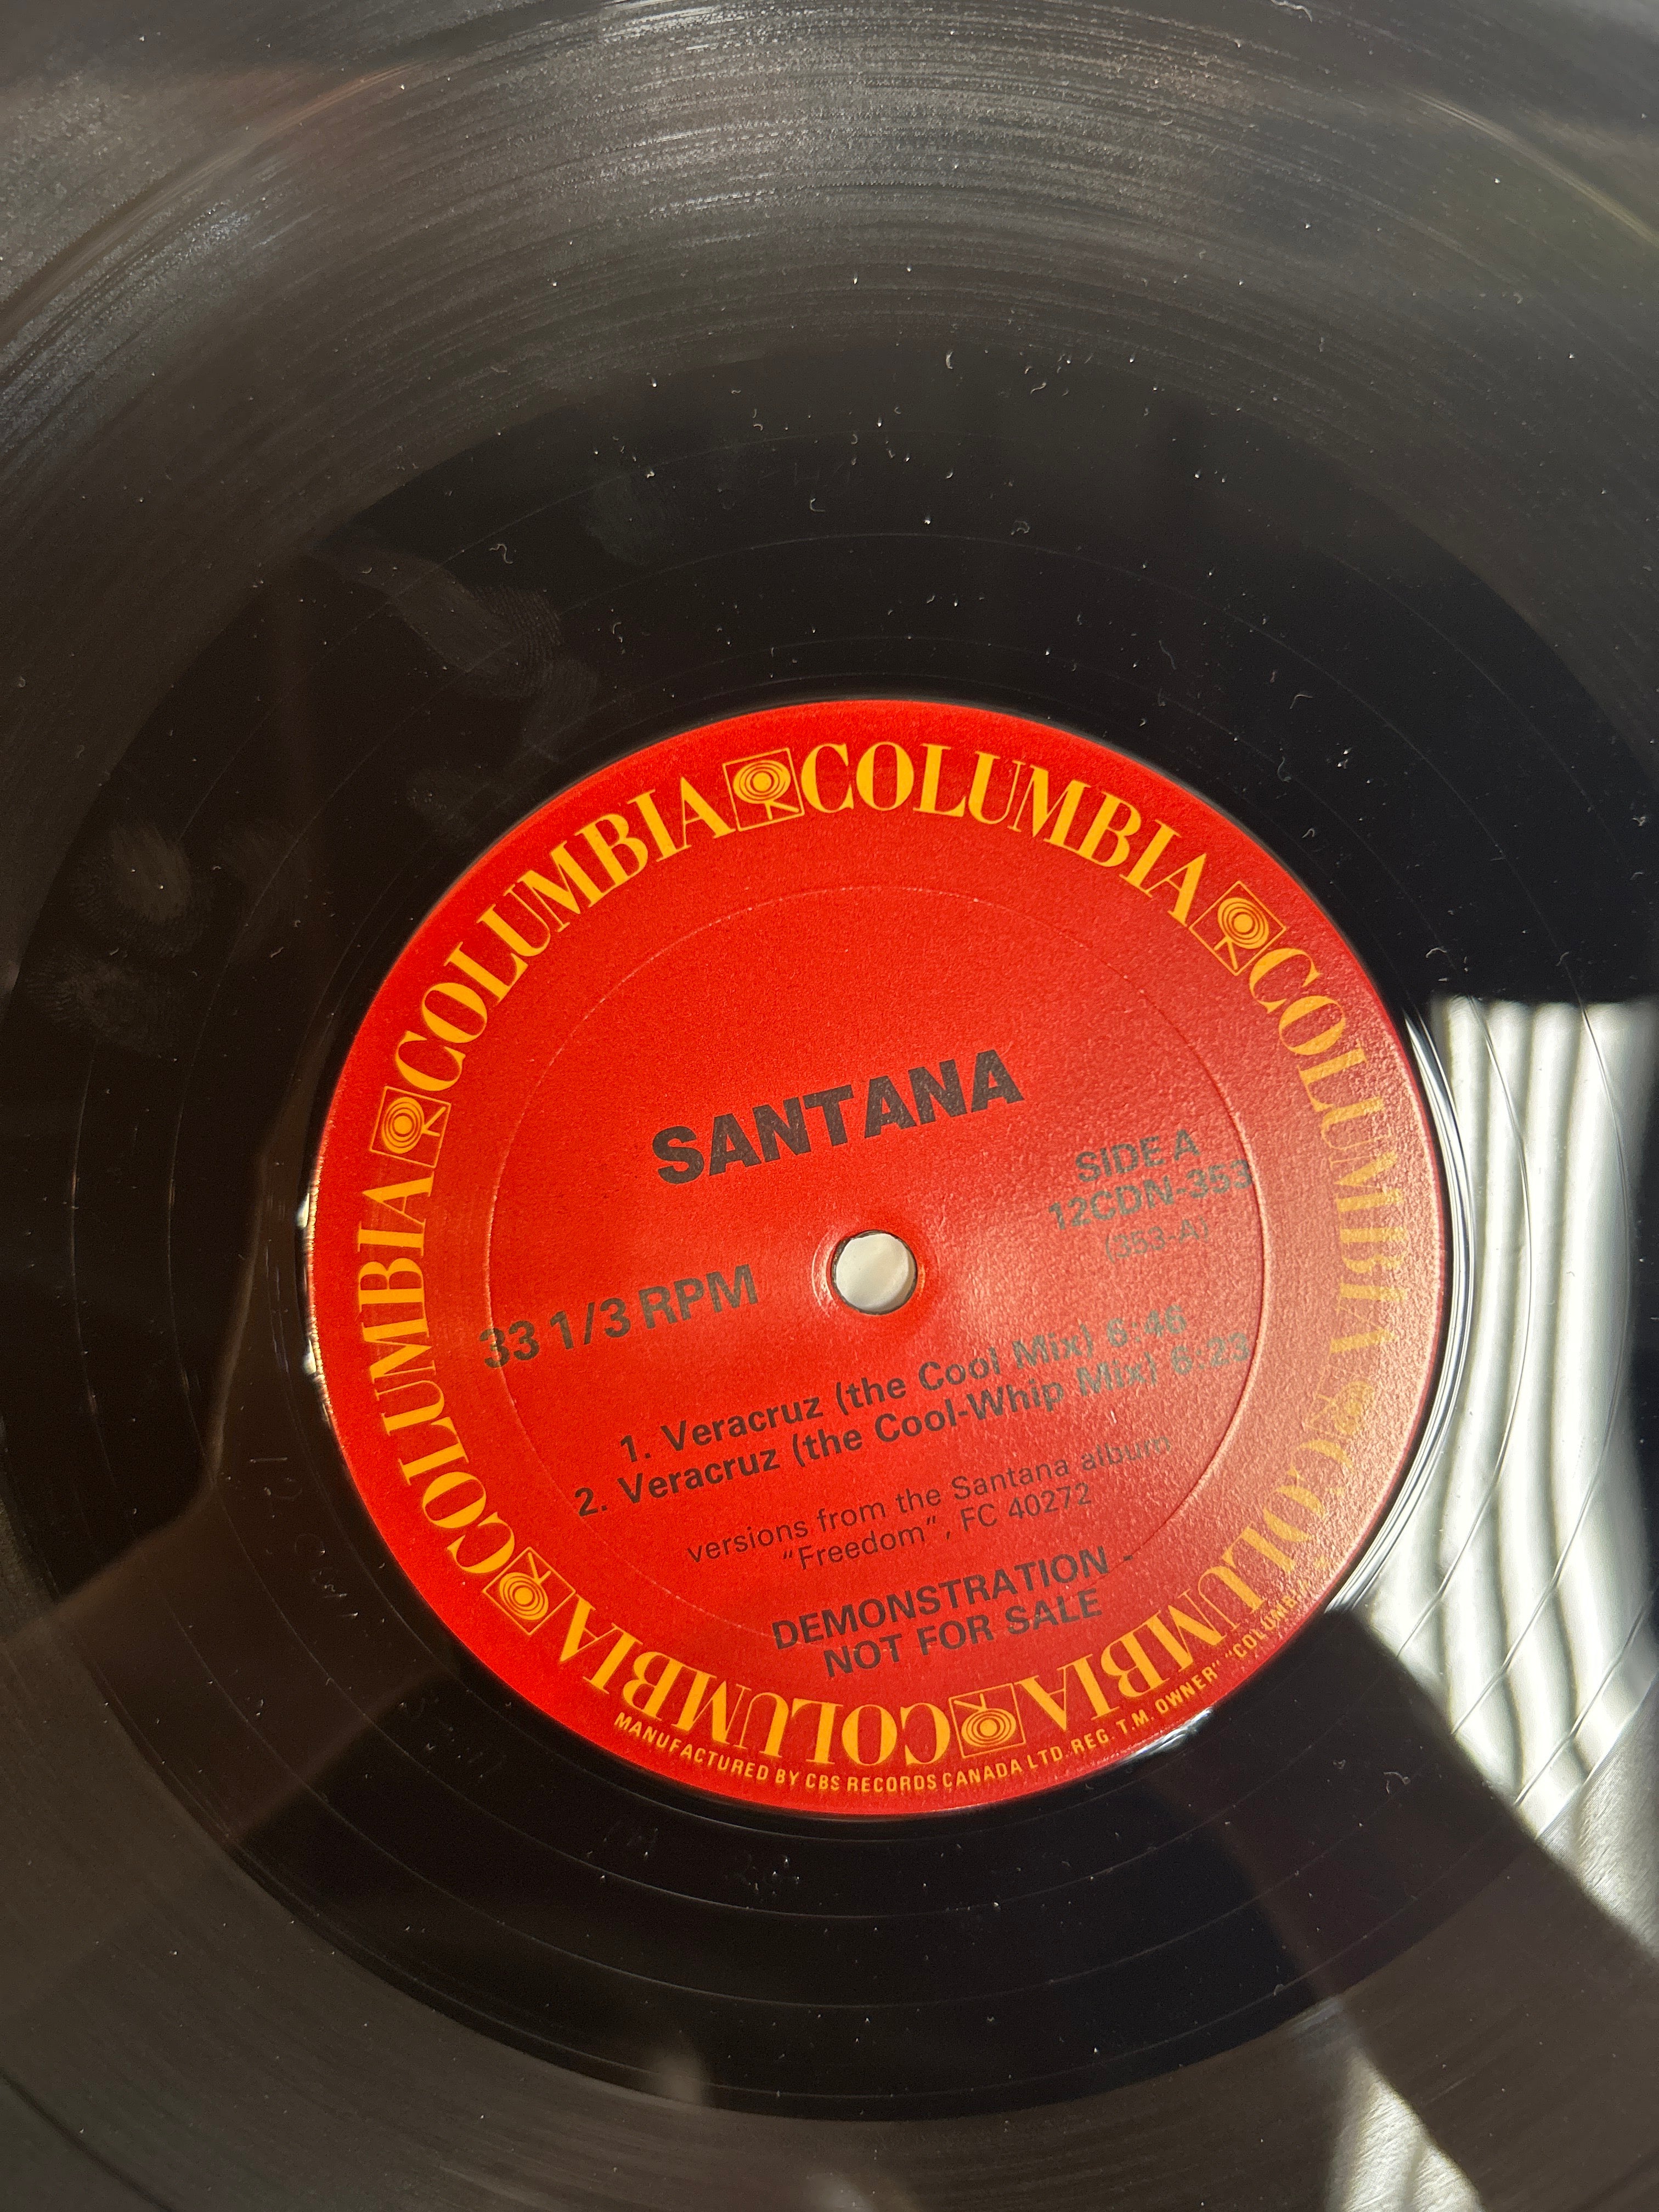 COLUMBIA COLUMBIA COLUMBIA COLUMBIA COLUMBIA COLUMBIA
SANTANA
SIDE A
12CDN-353
(353-A)
33 1/3 RPM
1. Veracruz (the Cool Mix) 6:46
2. Veracruz (the Cool-Whip Mix) 6:23
versions from the Santana album
“Freedom”, FC 40272
DEMONSTRATION -
NOT FOR SALE
MANUFACTURED BY CBS RECORDS CANADA LTD. REG. T.M. OWNER" "COLUMBIA